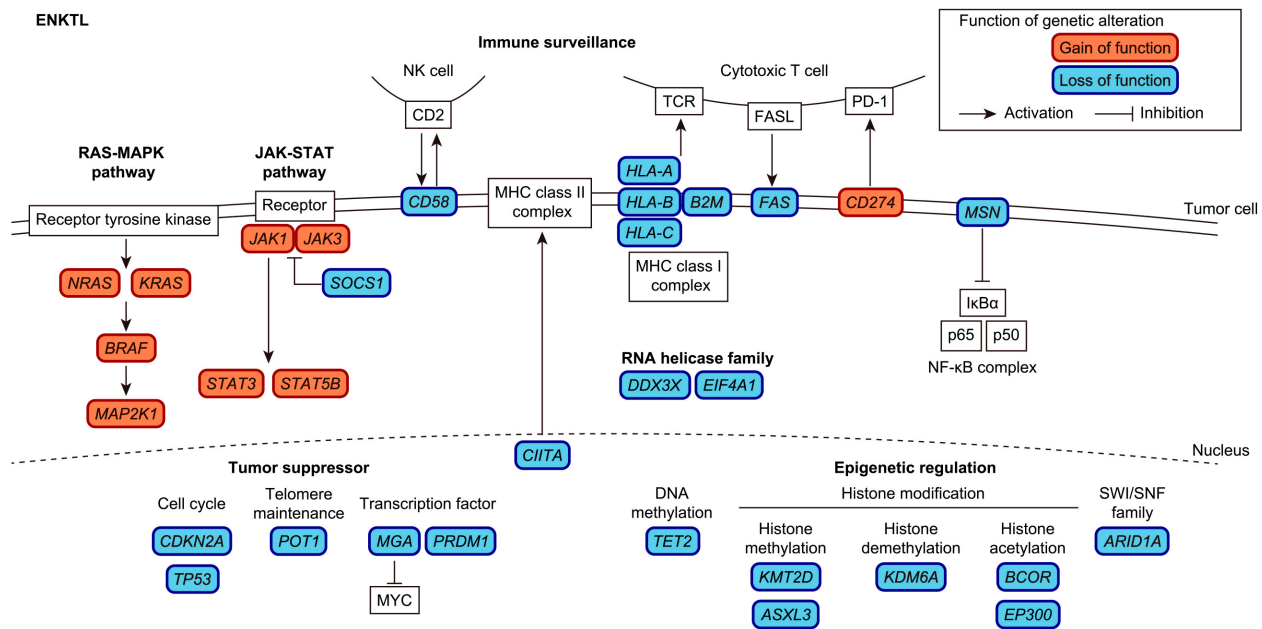 ENKTL
Immune surveillance
Function of genetic alteration
Gain of function
Loss of function
Activation
Inhibition
NK cell
CD2
Cytotoxic T cell
TCR
FASL
PD-1
RAS-MAPK
pathway
JAK-STAT
pathway
Receptor tyrosine kinase
Receptor
CD58
MHC class II
complex
HLA-A
HLA-B
B2M
HLA-C
FAS
CD274
MSN
Tumor cell
MHC class I
complex
JAK1
JAK3
SOCS1
NRAS
KRAS
BRAF
MAP2K1
STAT3
STAT5B
IκBα
p65
p50
NF-κB complex
RNA helicase family
DDX3X
EIF4A1
CIITA
Nucleus
Tumor suppressor
Cell cycle
CDKN2A
TP53
Telomere
maintenance
POT1
Transcription factor
MGA
PRDM1
MYC
Epigenetic regulation
DNA
methylation
TET2
Histone modification
Histone
methylation
KMT2D
ASXL3
Histone
demethylation
KDM6A
Histone
acetylation
BCOR
EP300
SWI/SNF
family
ARID1A